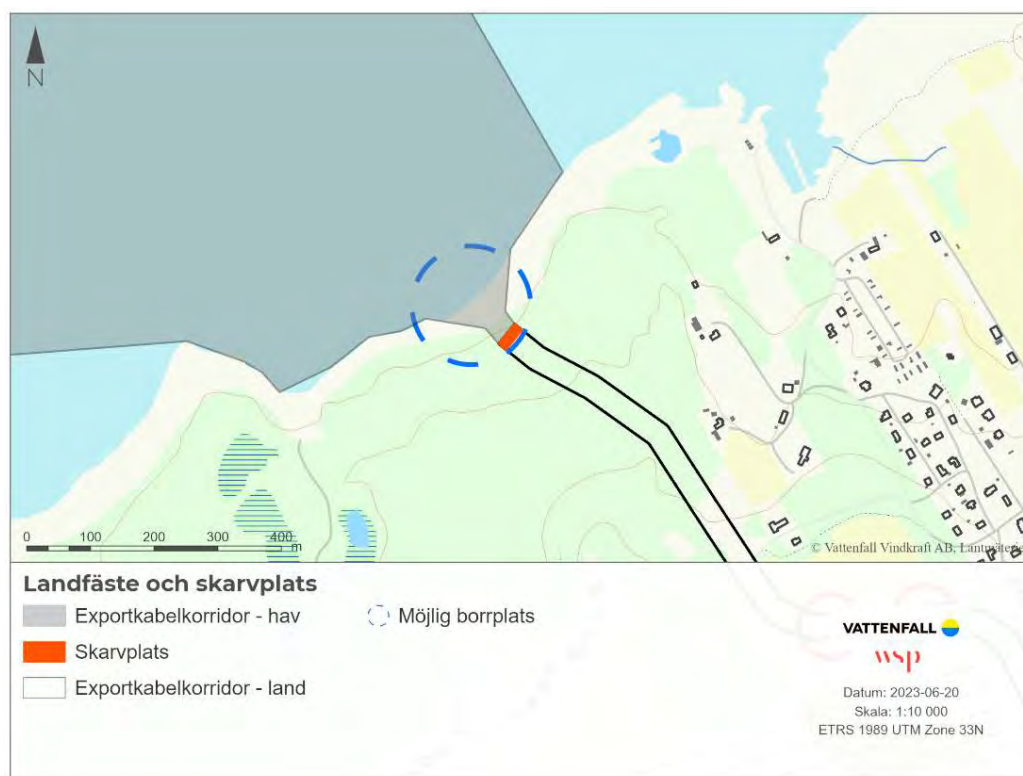 N
0 100 200 300 400
m
© Vattenfall Vindkraft AB, Lantmäterie
Landfäste och skarvplats
Exportkabelkorridor - hav
Möjlig borrplats
Skarvplats
Exportkabelkorridor - land
VATTENFALL
wsp
Datum: 2023-06-20
Skala: 1:10 000
ETRS 1989 UTM Zone 33N